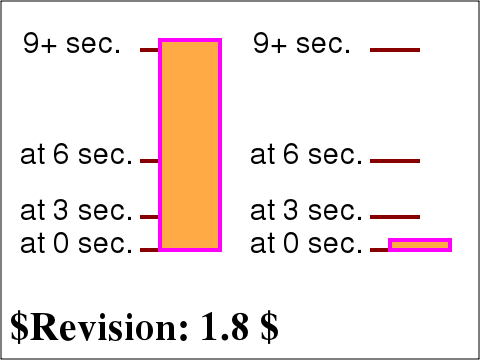 9+ sec. 9+ sec.
at 6 sec. at 6 sec.
at 3 sec. at 3 sec.
at 0 sec. at 0 sec.
$Revision: 1.8 $